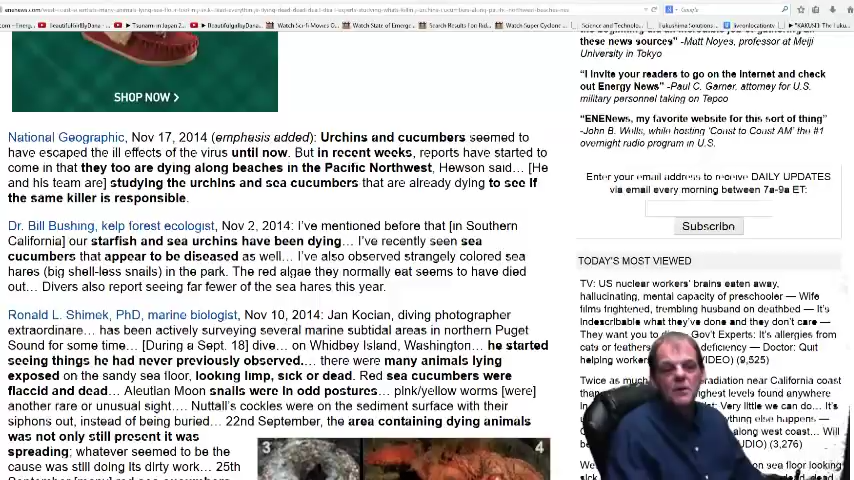 SHOP NOW >
National Geographic, Nov 17, 2014 (emphasis added): Urchins and cucumbers seemed to
have escaped the ill effects of the virus until now. But in recent weeks, reports have started to
come in that they too are dying along beaches in the Pacific Northwest, Hewson said… [He
and his team are] studying the urchins and sea cucumbers that are already dying to see if
the same killer is responsible.
Dr. Bill Bushing, kelp forest ecologist, Nov 2, 2014: I've mentioned before that [in Southern
California] our starfish and sea urchins have been dying… I've recently seen sea
cucumbers that appear to be diseased as well… I've also observed strangely colored sea
hares (big shell-less snails) in the park. The red algae they normally eat seems to have died
out… Divers also report seeing far fewer of the sea hares this year.
Ronald L. Shimek, PhD, marine biologist, Nov 10, 2014: Jan Kocian, diving photographer
extraordinare… has been actively surveying several marine subtidal areas in northern Puget
Sound for some time… [During a Sept. 18] dive… on Whidbey Island, Washington… he started
seeing things he had never previously observed.… there were many animals lying
exposed on the sandy sea floor, looking limp, sick or dead. Red sea cucumbers were
flaccid and dead… Aleutian Moon snails were in odd postures… pink/yellow worms [were]
another rare or unusual sight.… Nuttall's cockles were on the sediment surface with their
siphons out, instead of being buried… 22nd September, the area containing dying animals
was not only still present it was
spreading; whatever seemed to be the
cause was still doing its dirty work… 25th
3
4
these news sources" -Matt Noyes, professor at Meiji
University in Tokyo
"I invite your readers to go on the Internet and check
out Energy News" -Paul C. Garner, attorney for U.S.
military personnel taking on Tepco
"ENENews, my favorite website for this sort of thing"
-John B. Wells, while hosting 'Coast to Coast AM' the #1
overnight radio program in U.S.
Enter your email address to receive DAILY UPDATES
via email every morning between 7a-9a ET:
Subscribe
TODAY'S MOST VIEWED
TV: US nuclear workers' brains eaten away,
hallucinating, mental capacity of preschooler — Wife
films frightened, trembling husband on deathbed — It's
indescribable what they've done and they don't care —
They want you to Gov't Experts: It's allergies from
cats or feathers Doctor: Quit
helping (VIDEO) (9,525)
Twice as much radiation near California coast
highest levels found anywhere
Very little we can do… It's
anything else happens —
along west coast… Will
(3,276)
sea floor looking